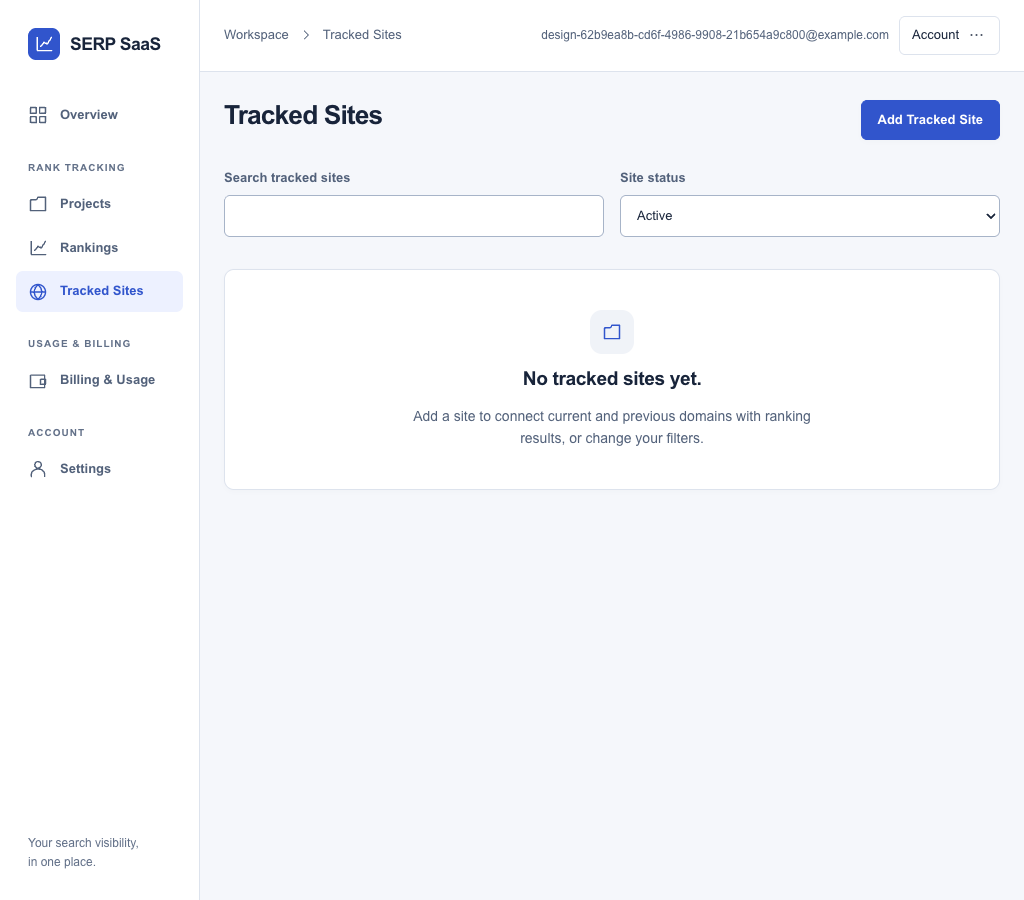 SERP SaaS
Overview
RANK TRACKING
Projects
Rankings
Tracked Sites
USAGE & BILLING
Billing & Usage
ACCOUNT
Settings
Your search visibility,
in one place.
Workspace > Tracked Sites
design-62b9ea8b-cd6f-4986-9908-21b654a9c800@example.com
Account ···
Tracked Sites
Add Tracked Site
Search tracked sites
Site status
Active
No tracked sites yet.
Add a site to connect current and previous domains with ranking
results, or change your filters.